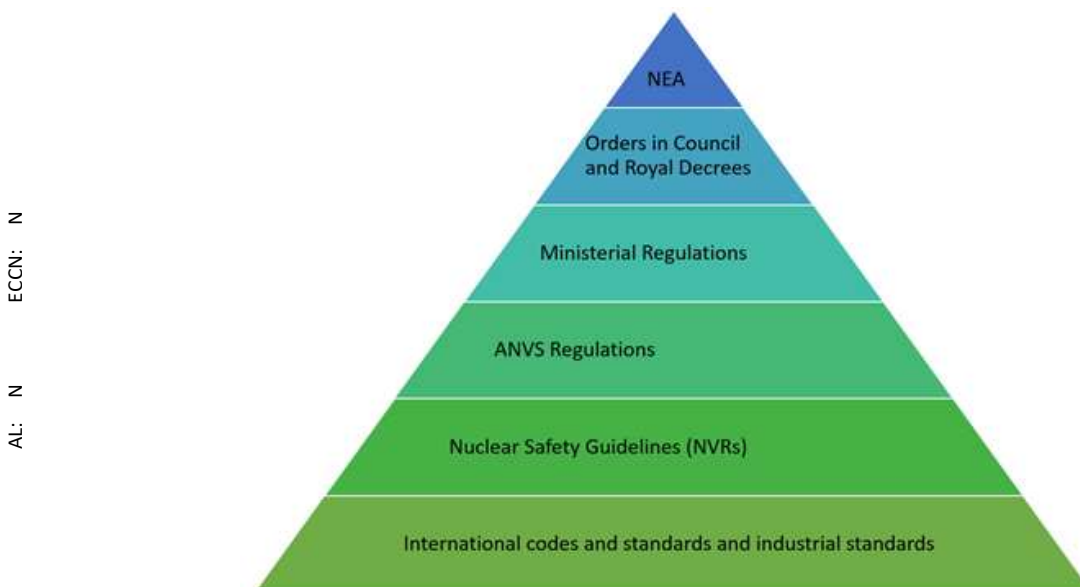 NEA
Orders in Council
and Royal Decrees
Ministerial Regulations
ANVS Regulations
Nuclear Safety Guidelines (NVRs)
International codes and standards and industrial standards
AL: N ECCN: N